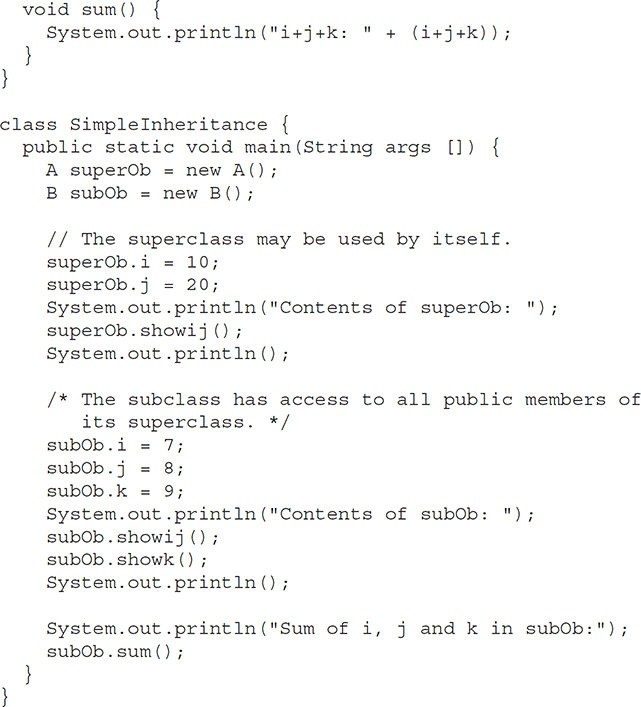 void sum() {
    System.out.println("i+j+k: " + (i+j+k));
  }
}

class SimpleInheritance {
  public static void main(String args []) {
    A superOb = new A();
    B subOb = new B();

    // The superclass may be used by itself.
    superOb.i = 10;
    superOb.j = 20;
    System.out.println("Contents of superOb: ");
    superOb.showij();
    System.out.println();

    /* The subclass has access to all public members of
       its superclass. */
    subOb.i = 7;
    subOb.j = 8;
    subOb.k = 9;
    System.out.println("Contents of subOb: ");
    subOb.showij();
    subOb.showk();
    System.out.println();

    System.out.println("Sum of i, j and k in subOb:");
    subOb.sum();
  }
}